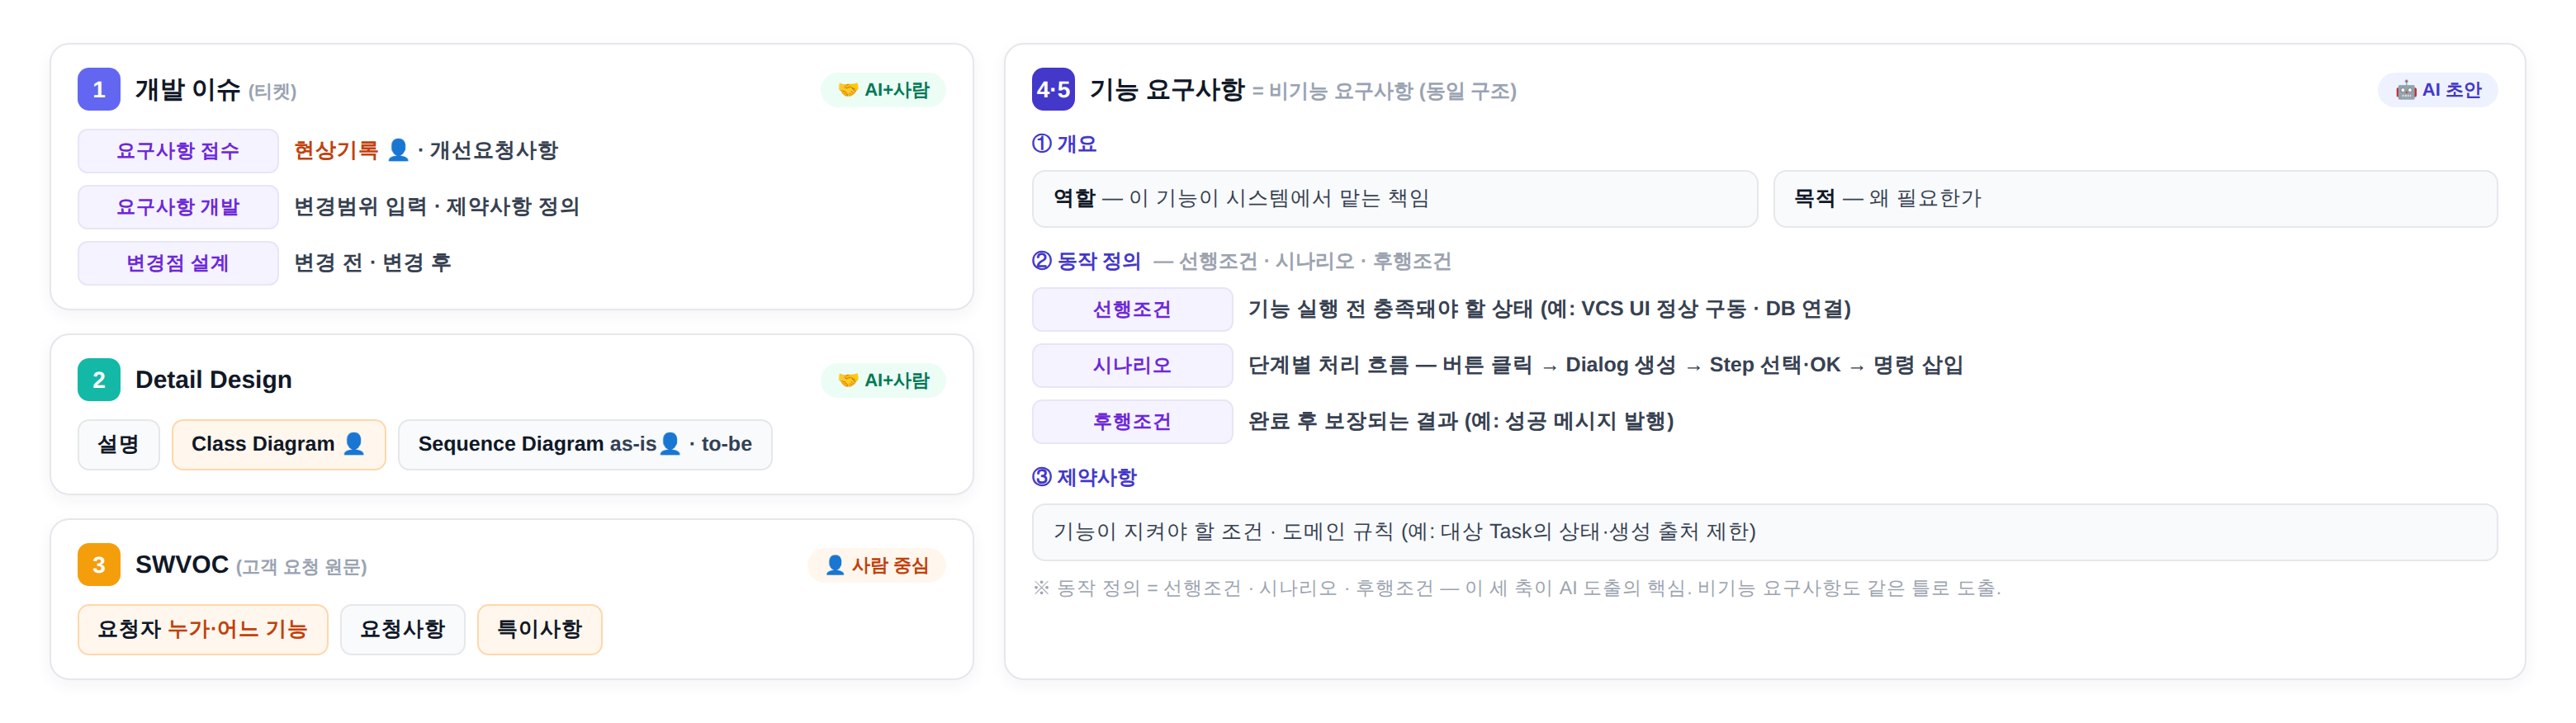 1 개발 이슈 (티켓) 🤝 AI+사람
요구사항 접수 현상기록 👤 · 개선요청사항
요구사항 개발 변경범위 입력 · 제약사항 정의
변경점 설계 변경 전 · 변경 후
2 Detail Design 🤝 AI+사람
설명 Class Diagram 👤 Sequence Diagram as-is👤 · to-be
3 SWVOC (고객 요청 원문) 👤 사람 중심
요청자 누가·어느 기능 요청사항 특이사항
4·5 기능 요구사항 = 비기능 요구사항 (동일 구조) 🤖 AI 초안
① 개요
역할 — 이 기능이 시스템에서 맡는 책임 목적 — 왜 필요한가
② 동작 정의 — 선행조건 · 시나리오 · 후행조건
선행조건 기능 실행 전 충족돼야 할 상태 (예: VCS UI 정상 구동 · DB 연결)
시나리오 단계별 처리 흐름 — 버튼 클릭 → Dialog 생성 → Step 선택·OK → 명령 삽입
후행조건 완료 후 보장되는 결과 (예: 성공 메시지 발행)
③ 제약사항
기능이 지켜야 할 조건 · 도메인 규칙 (예: 대상 Task의 상태·생성 출처 제한)
※ 동작 정의 = 선행조건 · 시나리오 · 후행조건 — 이 세 축이 AI 도출의 핵심. 비기능 요구사항도 같은 틀로 도출.